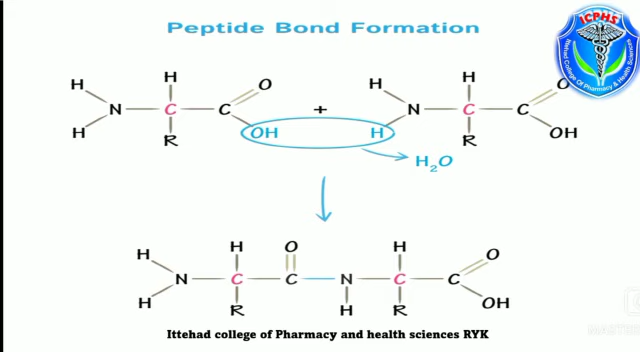 Peptide Bond Formation
ICPHS
H H O H H O
H N C C OH + H N C C OH
H R H R
H₂O
H H O H O
H N C C N C C OH
H R H R
Ittehad college of Pharmacy and health sciences RYK